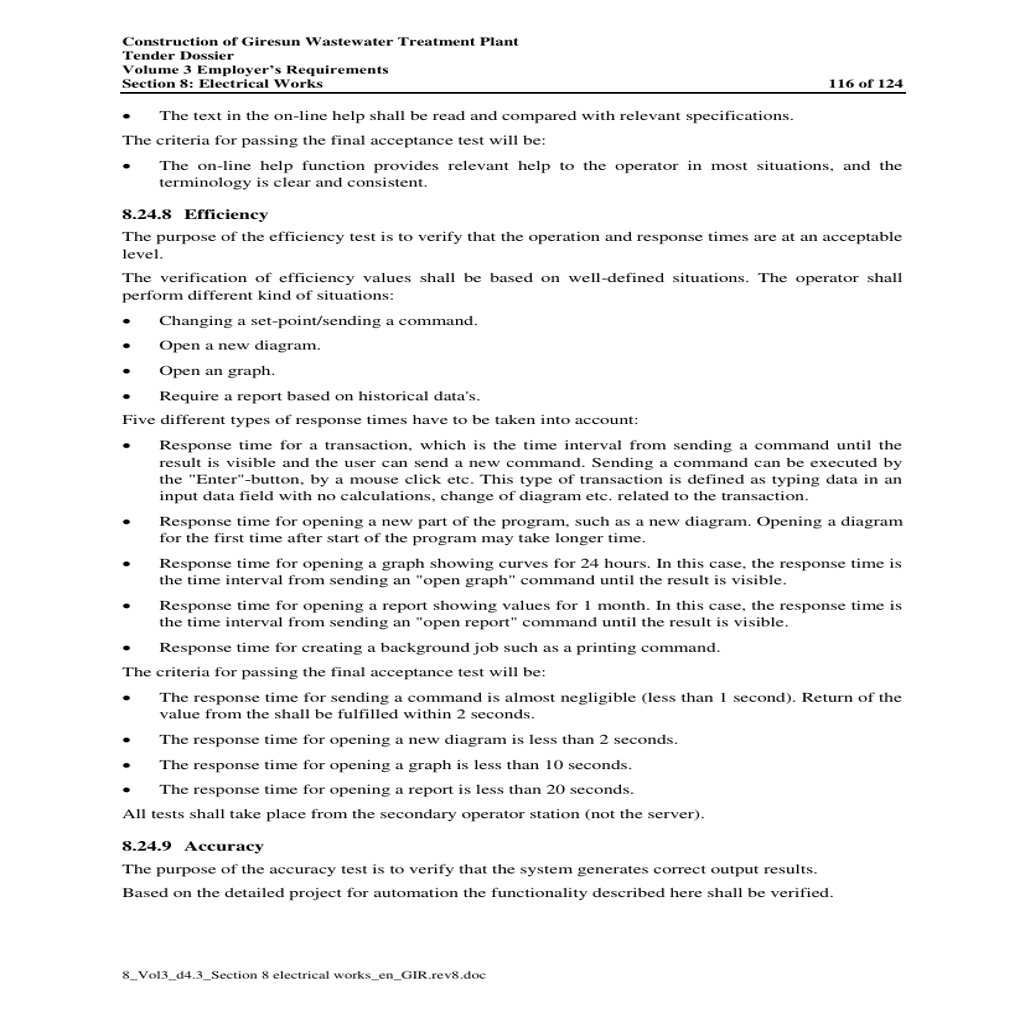 Construction of Giresun Wastewater Treatment Plant
Tender Dossier
Volume 3 Employer's Requirements
Section 8: Electrical Works 116 of 124
• The text in the on-line help shall be read and compared with relevant specifications.
The criteria for passing the final acceptance test will be:
• The on-line help function provides relevant help to the operator in most situations, and the
terminology is clear and consistent.
8.24.8 Efficiency
The purpose of the efficiency test is to verify that the operation and response times are at an acceptable
level.
The verification of efficiency values shall be based on well-defined situations. The operator shall
perform different kind of situations:
• Changing a set-point/sending a command.
• Open a new diagram.
• Open an graph.
• Require a report based on historical data's.
Five different types of response times have to be taken into account:
• Response time for a transaction, which is the time interval from sending a command until the
result is visible and the user can send a new command. Sending a command can be executed by
the "Enter"-button, by a mouse click etc. This type of transaction is defined as typing data in an
input data field with no calculations, change of diagram etc. related to the transaction.
• Response time for opening a new part of the program, such as a new diagram. Opening a diagram
for the first time after start of the program may take longer time.
• Response time for opening a graph showing curves for 24 hours. In this case, the response time is
the time interval from sending an "open graph" command until the result is visible.
• Response time for opening a report showing values for 1 month. In this case, the response time is
the time interval from sending an "open report" command until the result is visible.
• Response time for creating a background job such as a printing command.
The criteria for passing the final acceptance test will be:
• The response time for sending a command is almost negligible (less than 1 second). Return of the
value from the shall be fulfilled within 2 seconds.
• The response time for opening a new diagram is less than 2 seconds.
• The response time for opening a graph is less than 10 seconds.
• The response time for opening a report is less than 20 seconds.
All tests shall take place from the secondary operator station (not the server).
8.24.9 Accuracy
The purpose of the accuracy test is to verify that the system generates correct output results.
Based on the detailed project for automation the functionality described here shall be verified.
8_Vol3_d4.3_Section 8 electrical works_en_GIR.rev8.doc